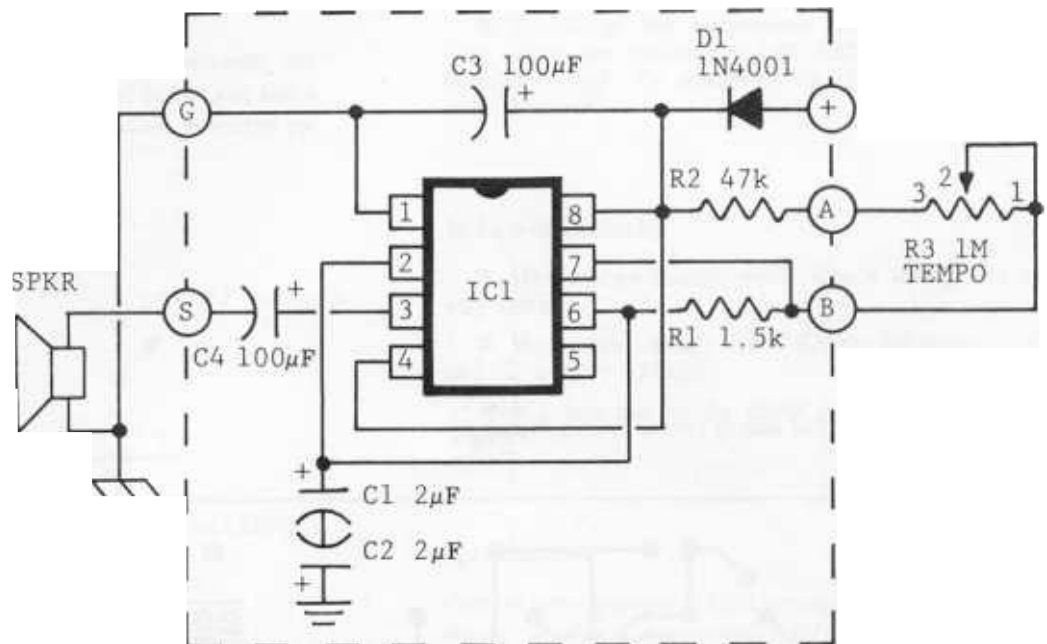 D1
1N4001
C3 100μF
+
G
+
R2 47k
A
3
2
1
R3 1M
TEMPO
1
2
3
4
8
7
6
5
IC1
SPKR
S
+
C4 100μF
R1 1.5k
B
+
C1 2μF
C2 2μF
+